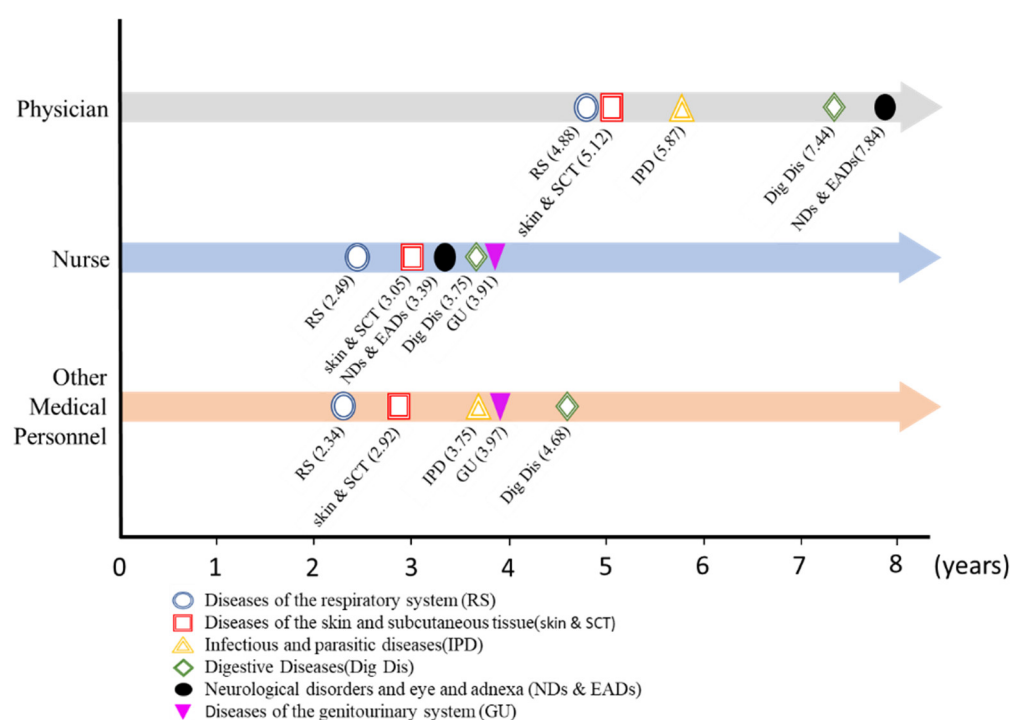 Physician
RS (4.88)
skin & SCT (5.12)
IPD (5.87)
Dig Dis (7.44)
NDs & EADs(7.84)
Nurse
RS (2.49)
skin & SCT (3.05)
NDs & EADs (3.39)
Dig Dis (3.75)
GU (3.91)
Other
Medical
Personnel
RS (2.34)
skin & SCT (2.92)
IPD (3.75)
GU (3.97)
Dig Dis (4.68)
0 1 2 3 4 5 6 7 8 (years)
Diseases of the respiratory system (RS)
Diseases of the skin and subcutaneous tissue(skin & SCT)
Infectious and parasitic diseases(IPD)
Digestive Diseases(Dig Dis)
Neurological disorders and eye and adnexa (NDs & EADs)
Diseases of the genitourinary system (GU)